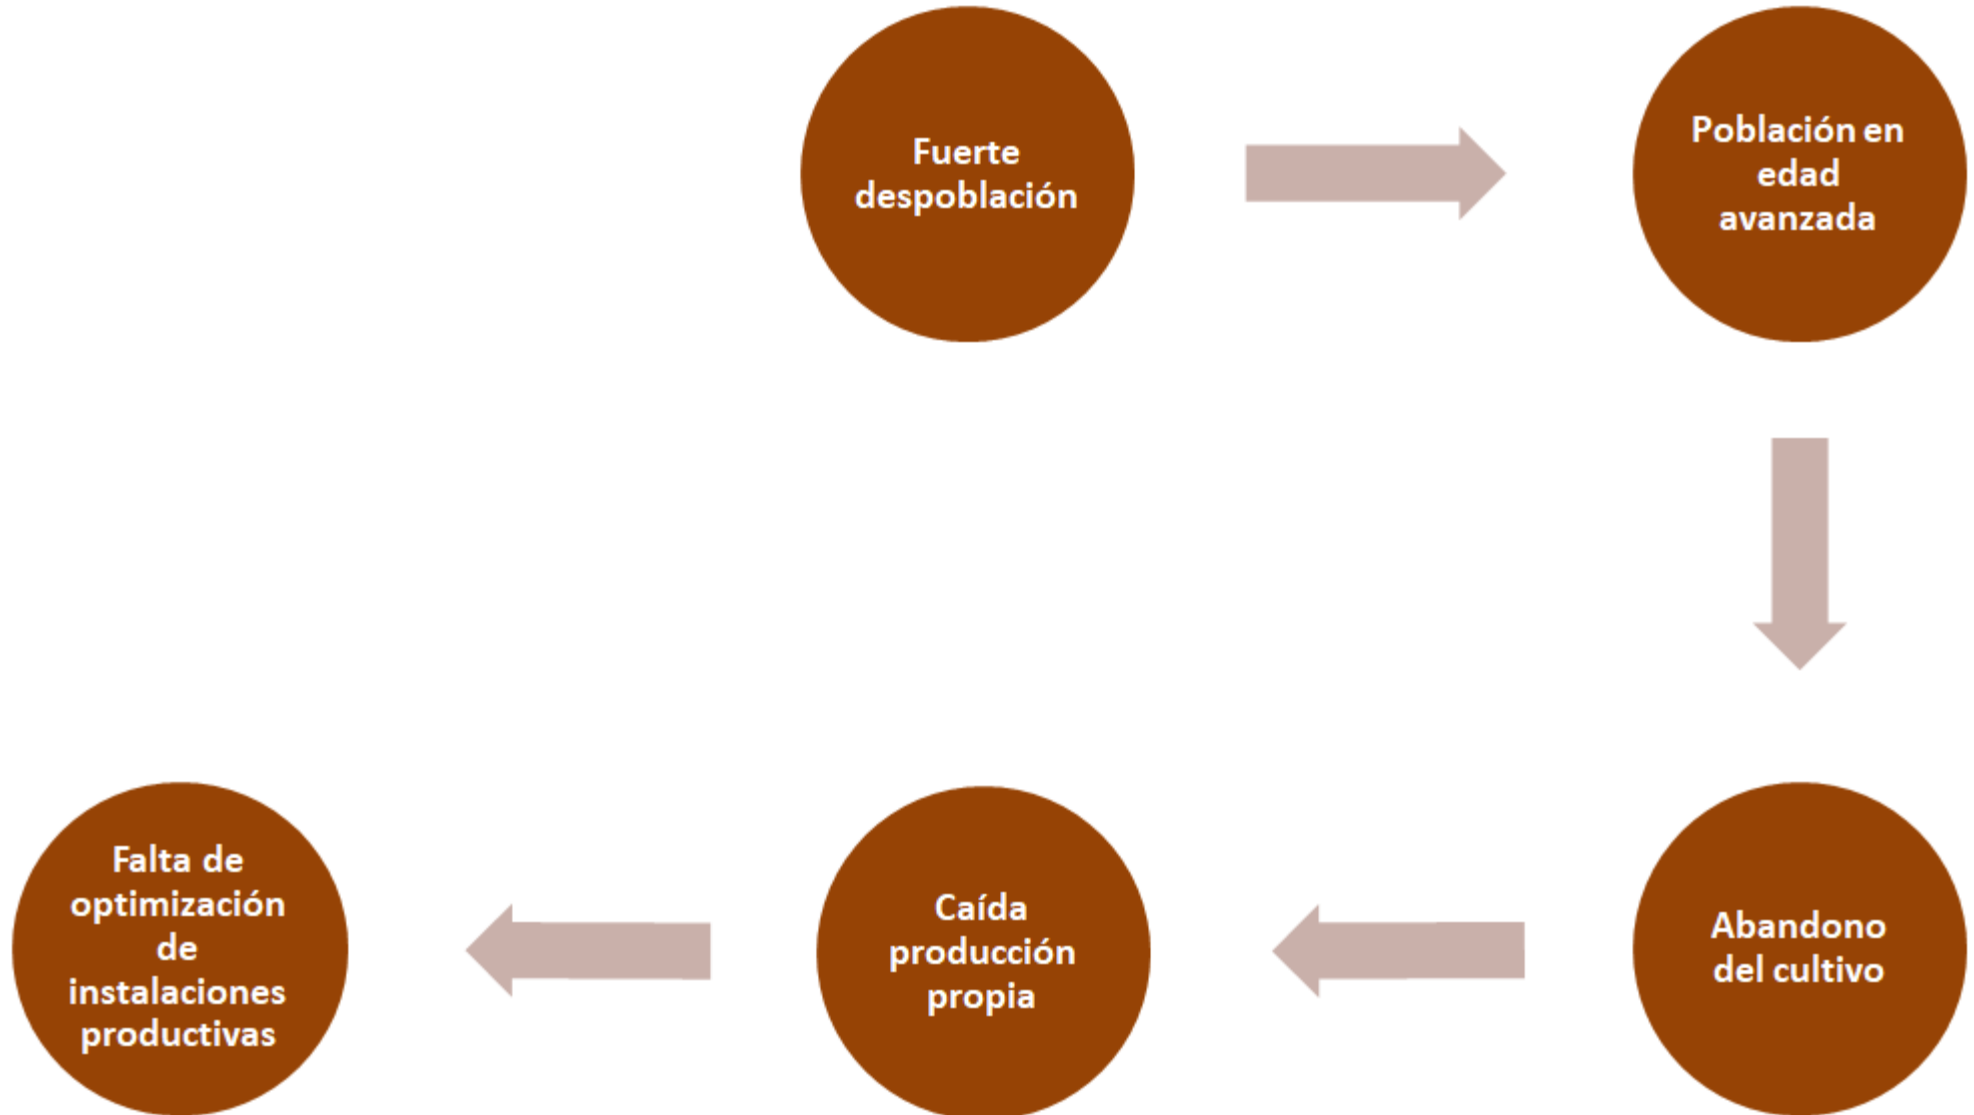 Fuerte
despoblación
Población en
edad
avanzada
Abandono
del cultivo
Caída
producción
propia
Falta de
optimización
de
instalaciones
productivas